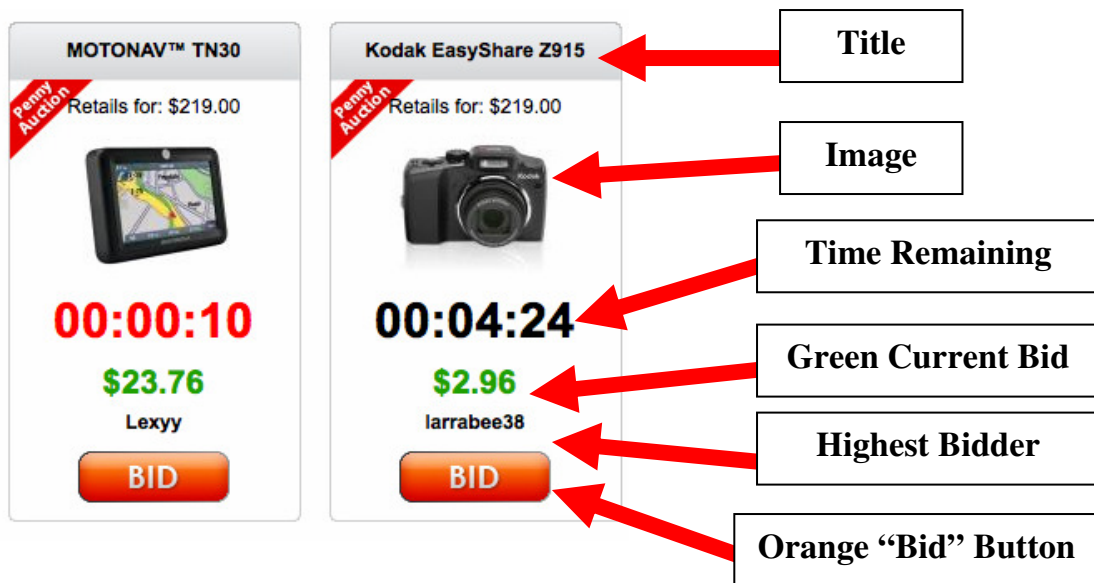 MOTONAV™ TN30
Penny
Auction
Retails for: $219.00
00:00:10
$23.76
Lexyy
BID
Kodak EasyShare Z915
Penny
Auction
Retails for: $219.00
Kodak
00:04:24
$2.96
larrabee38
BID
Title
Image
Time Remaining
Green Current Bid
Highest Bidder
Orange “Bid” Button